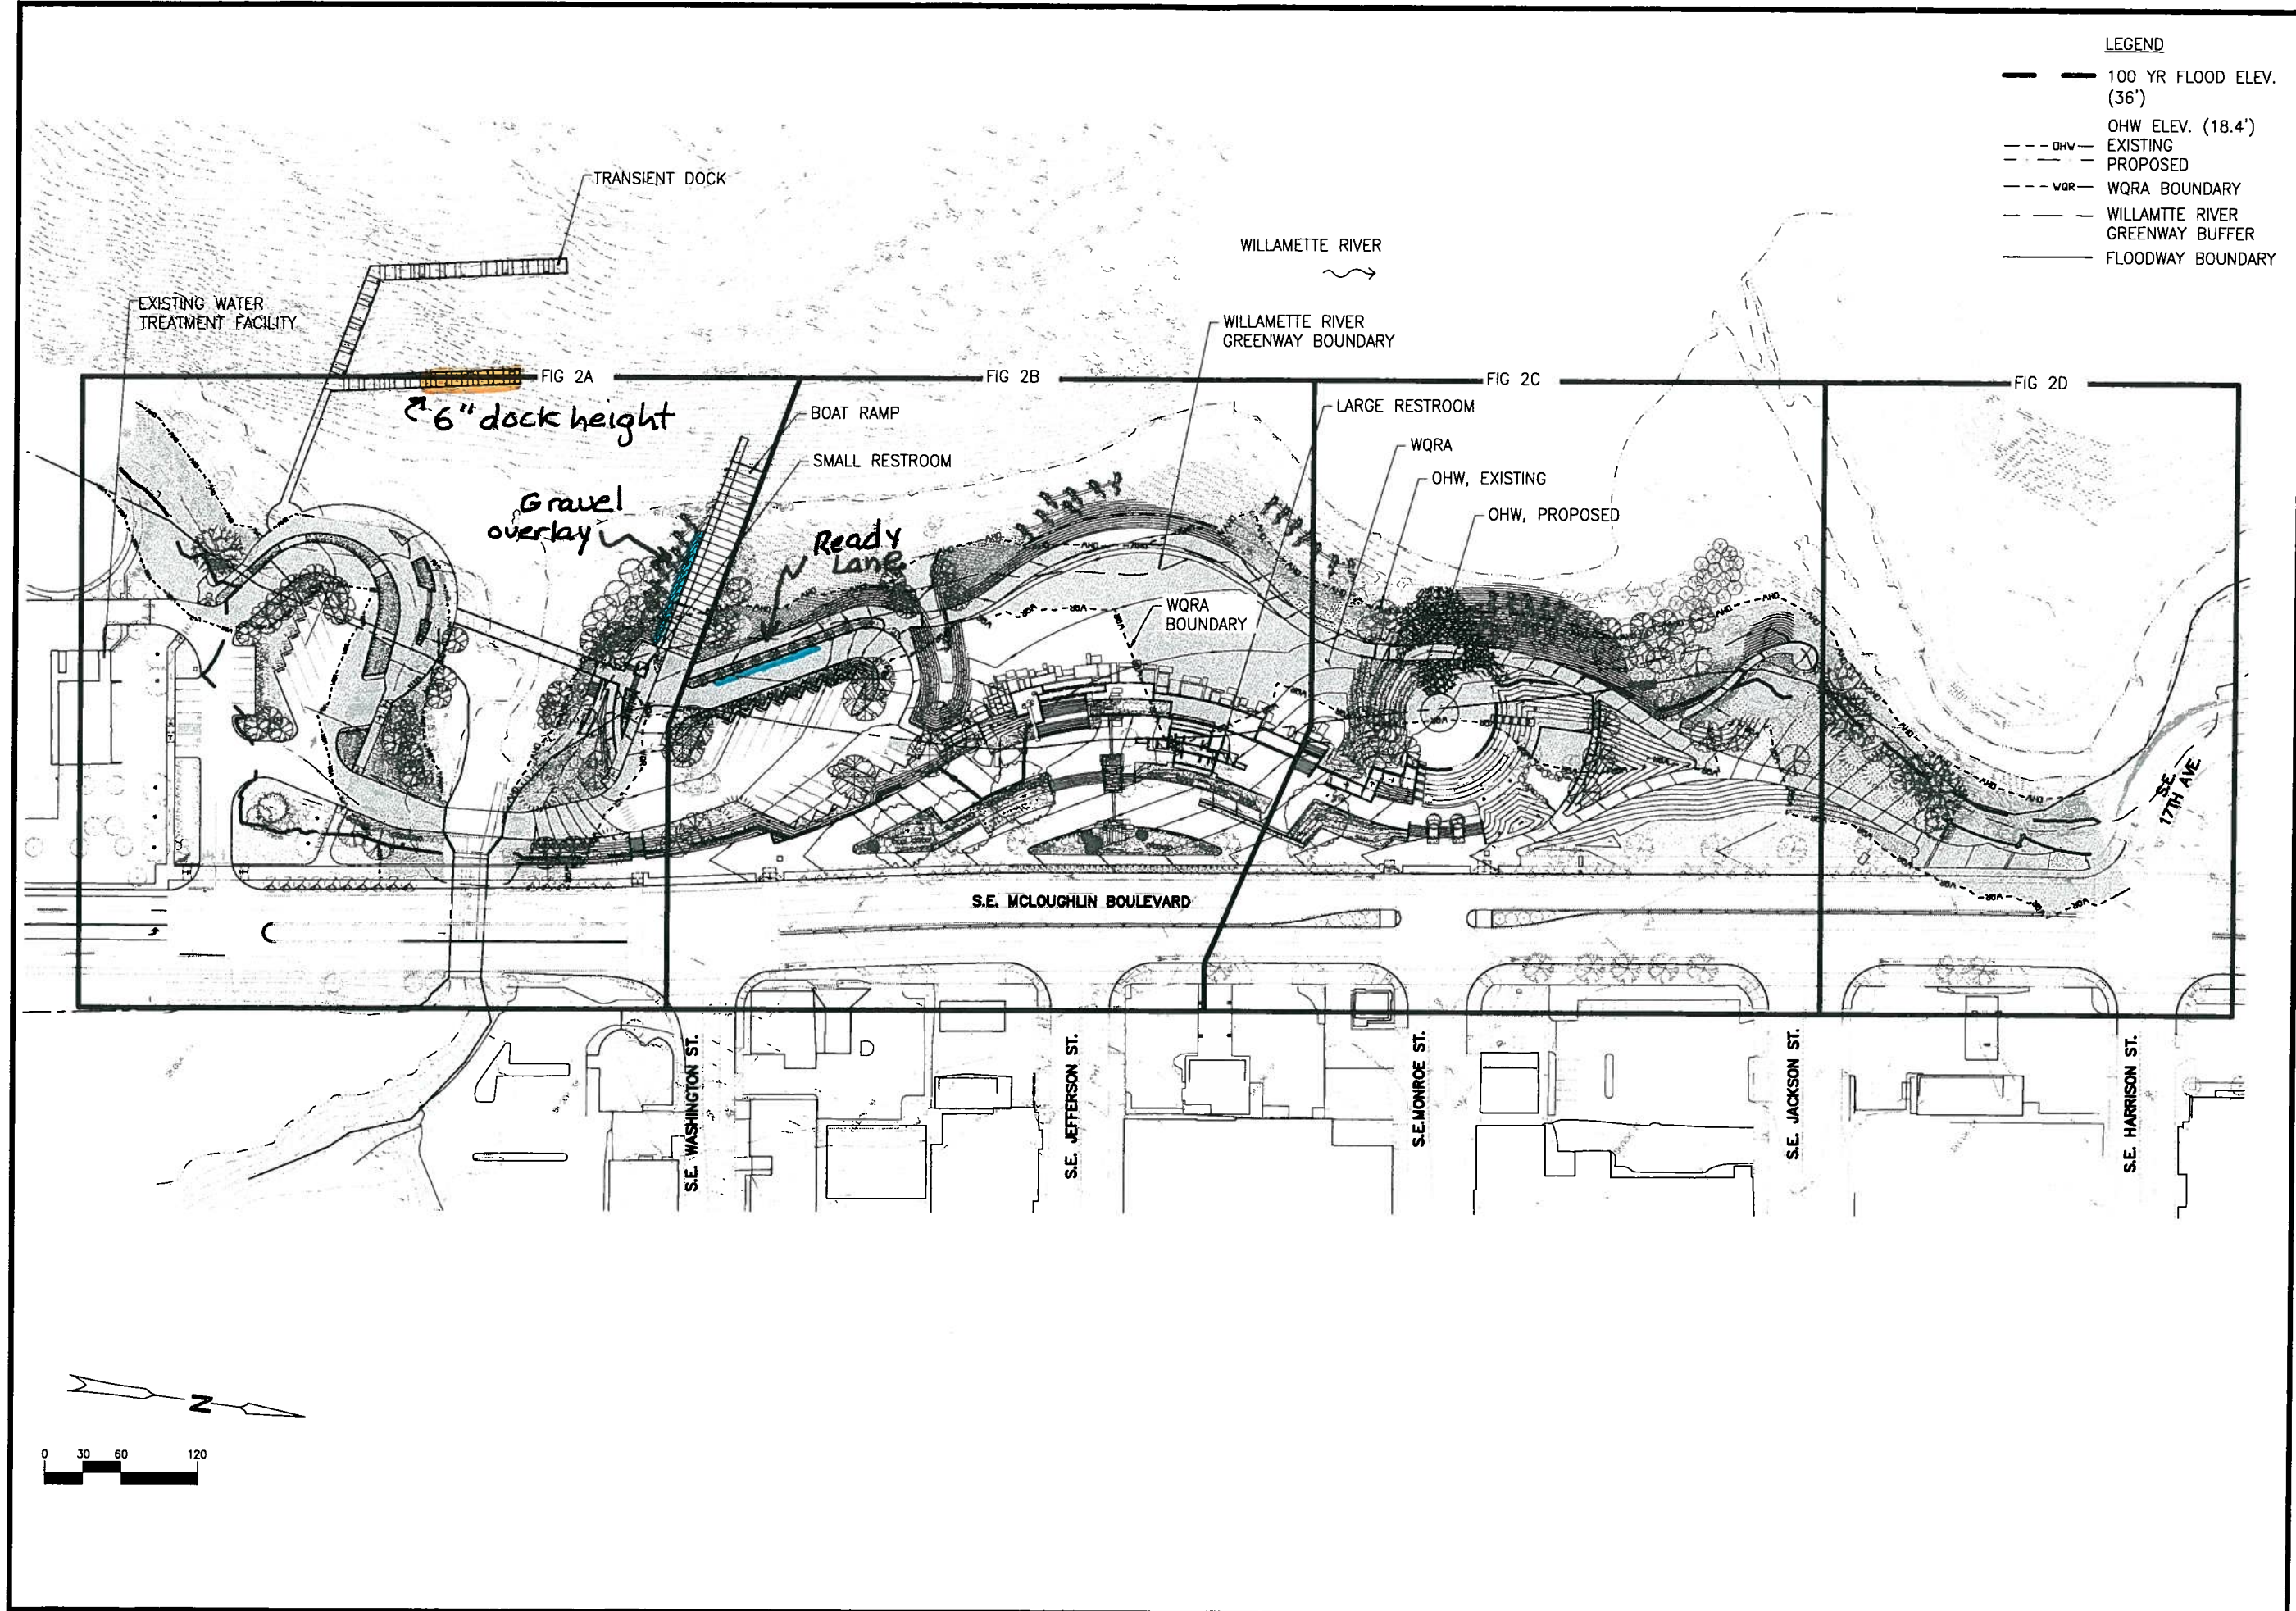 LEGEND
100 YR FLOOD ELEV.
(36')
OHW ELEV. (18.4')
OHW
EXISTING
PROPOSED
WQR
WQRA BOUNDARY
WILLAMTTE RIVER
GREENWAY BUFFER
FLOODWAY BOUNDARY
TRANSIENT DOCK
WILLAMETTE RIVER
EXISTING WATER
TREATMENT FACILITY
WILLAMETTE RIVER
GREENWAY BOUNDARY
FIG 2A
FIG 2B
FIG 2C
FIG 2D
6" dock height
BOAT RAMP
LARGE RESTROOM
SMALL RESTROOM
WQRA
OHW, EXISTING
OHW, PROPOSED
Gravel
overlay
Ready
Lane
WQRA
BOUNDARY
S.E.
17TH AVE.
S.E. MCLOUGHLIN BOULEVARD
S.E. WASHINGTON ST.
S.E. JEFFERSON ST.
S.E.MONROE ST.
S.E. JACKSON ST.
S.E. HARRISON ST.
N
0 30 60 120